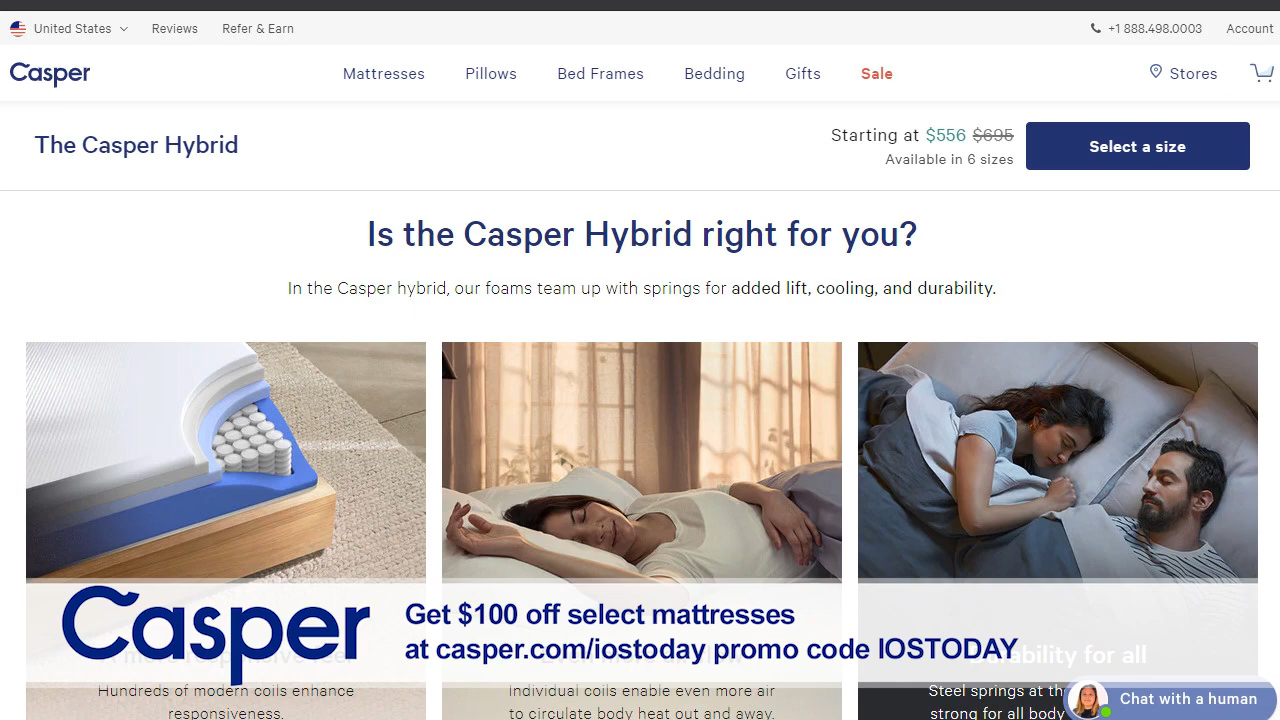 United States
Reviews
Refer & Earn
+1 888.498.0003
Account
Casper
Mattresses
Pillows
Bed Frames
Bedding
Gifts
Sale
Stores
The Casper Hybrid
Starting at $556 $695
Available in 6 sizes
Select a size
Is the Casper Hybrid right for you?
In the Casper hybrid, our foams team up with springs for added lift, cooling, and durability.
Casper
Get $100 off select mattresses
at casper.com/iostoday promo code IOSTODAY
Durability for all
Hundreds of modern coils enhance
responsiveness.
Individual coils enable even more air
to circulate body heat out and away.
Steel springs at th
strong for all body
Chat with a human